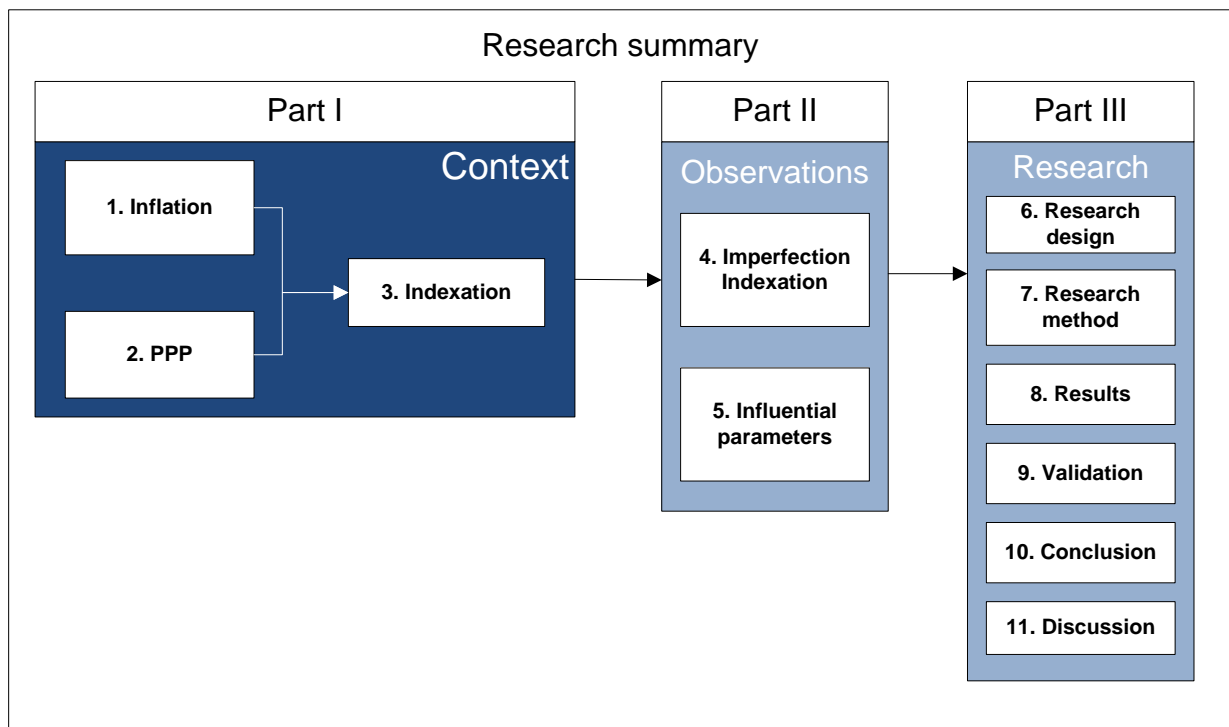 Research summary
Part I
Context
1. Inflation
2. PPP
3. Indexation
Part II
Observations
4. Imperfection
Indexation
5. Influential
parameters
Part III
Research
6. Research
design
7. Research
method
8. Results
9. Validation
10. Conclusion
11. Discussion